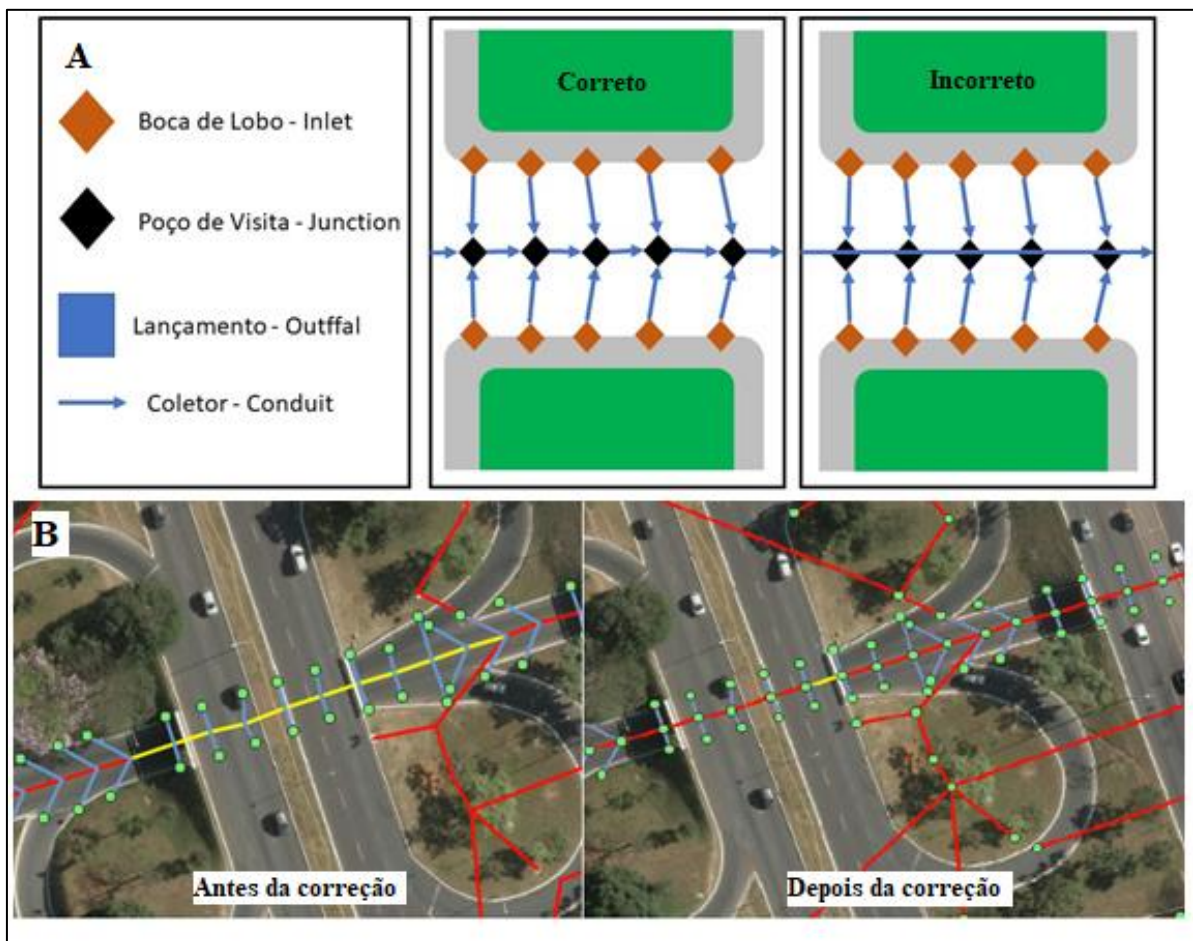 A
Boca de Lobo - Inlet
Poço de Visita - Junction
Lançamento - Outffal
Coletor - Conduit
Correto
Incorreto
B
Antes da correção
Depois da correção